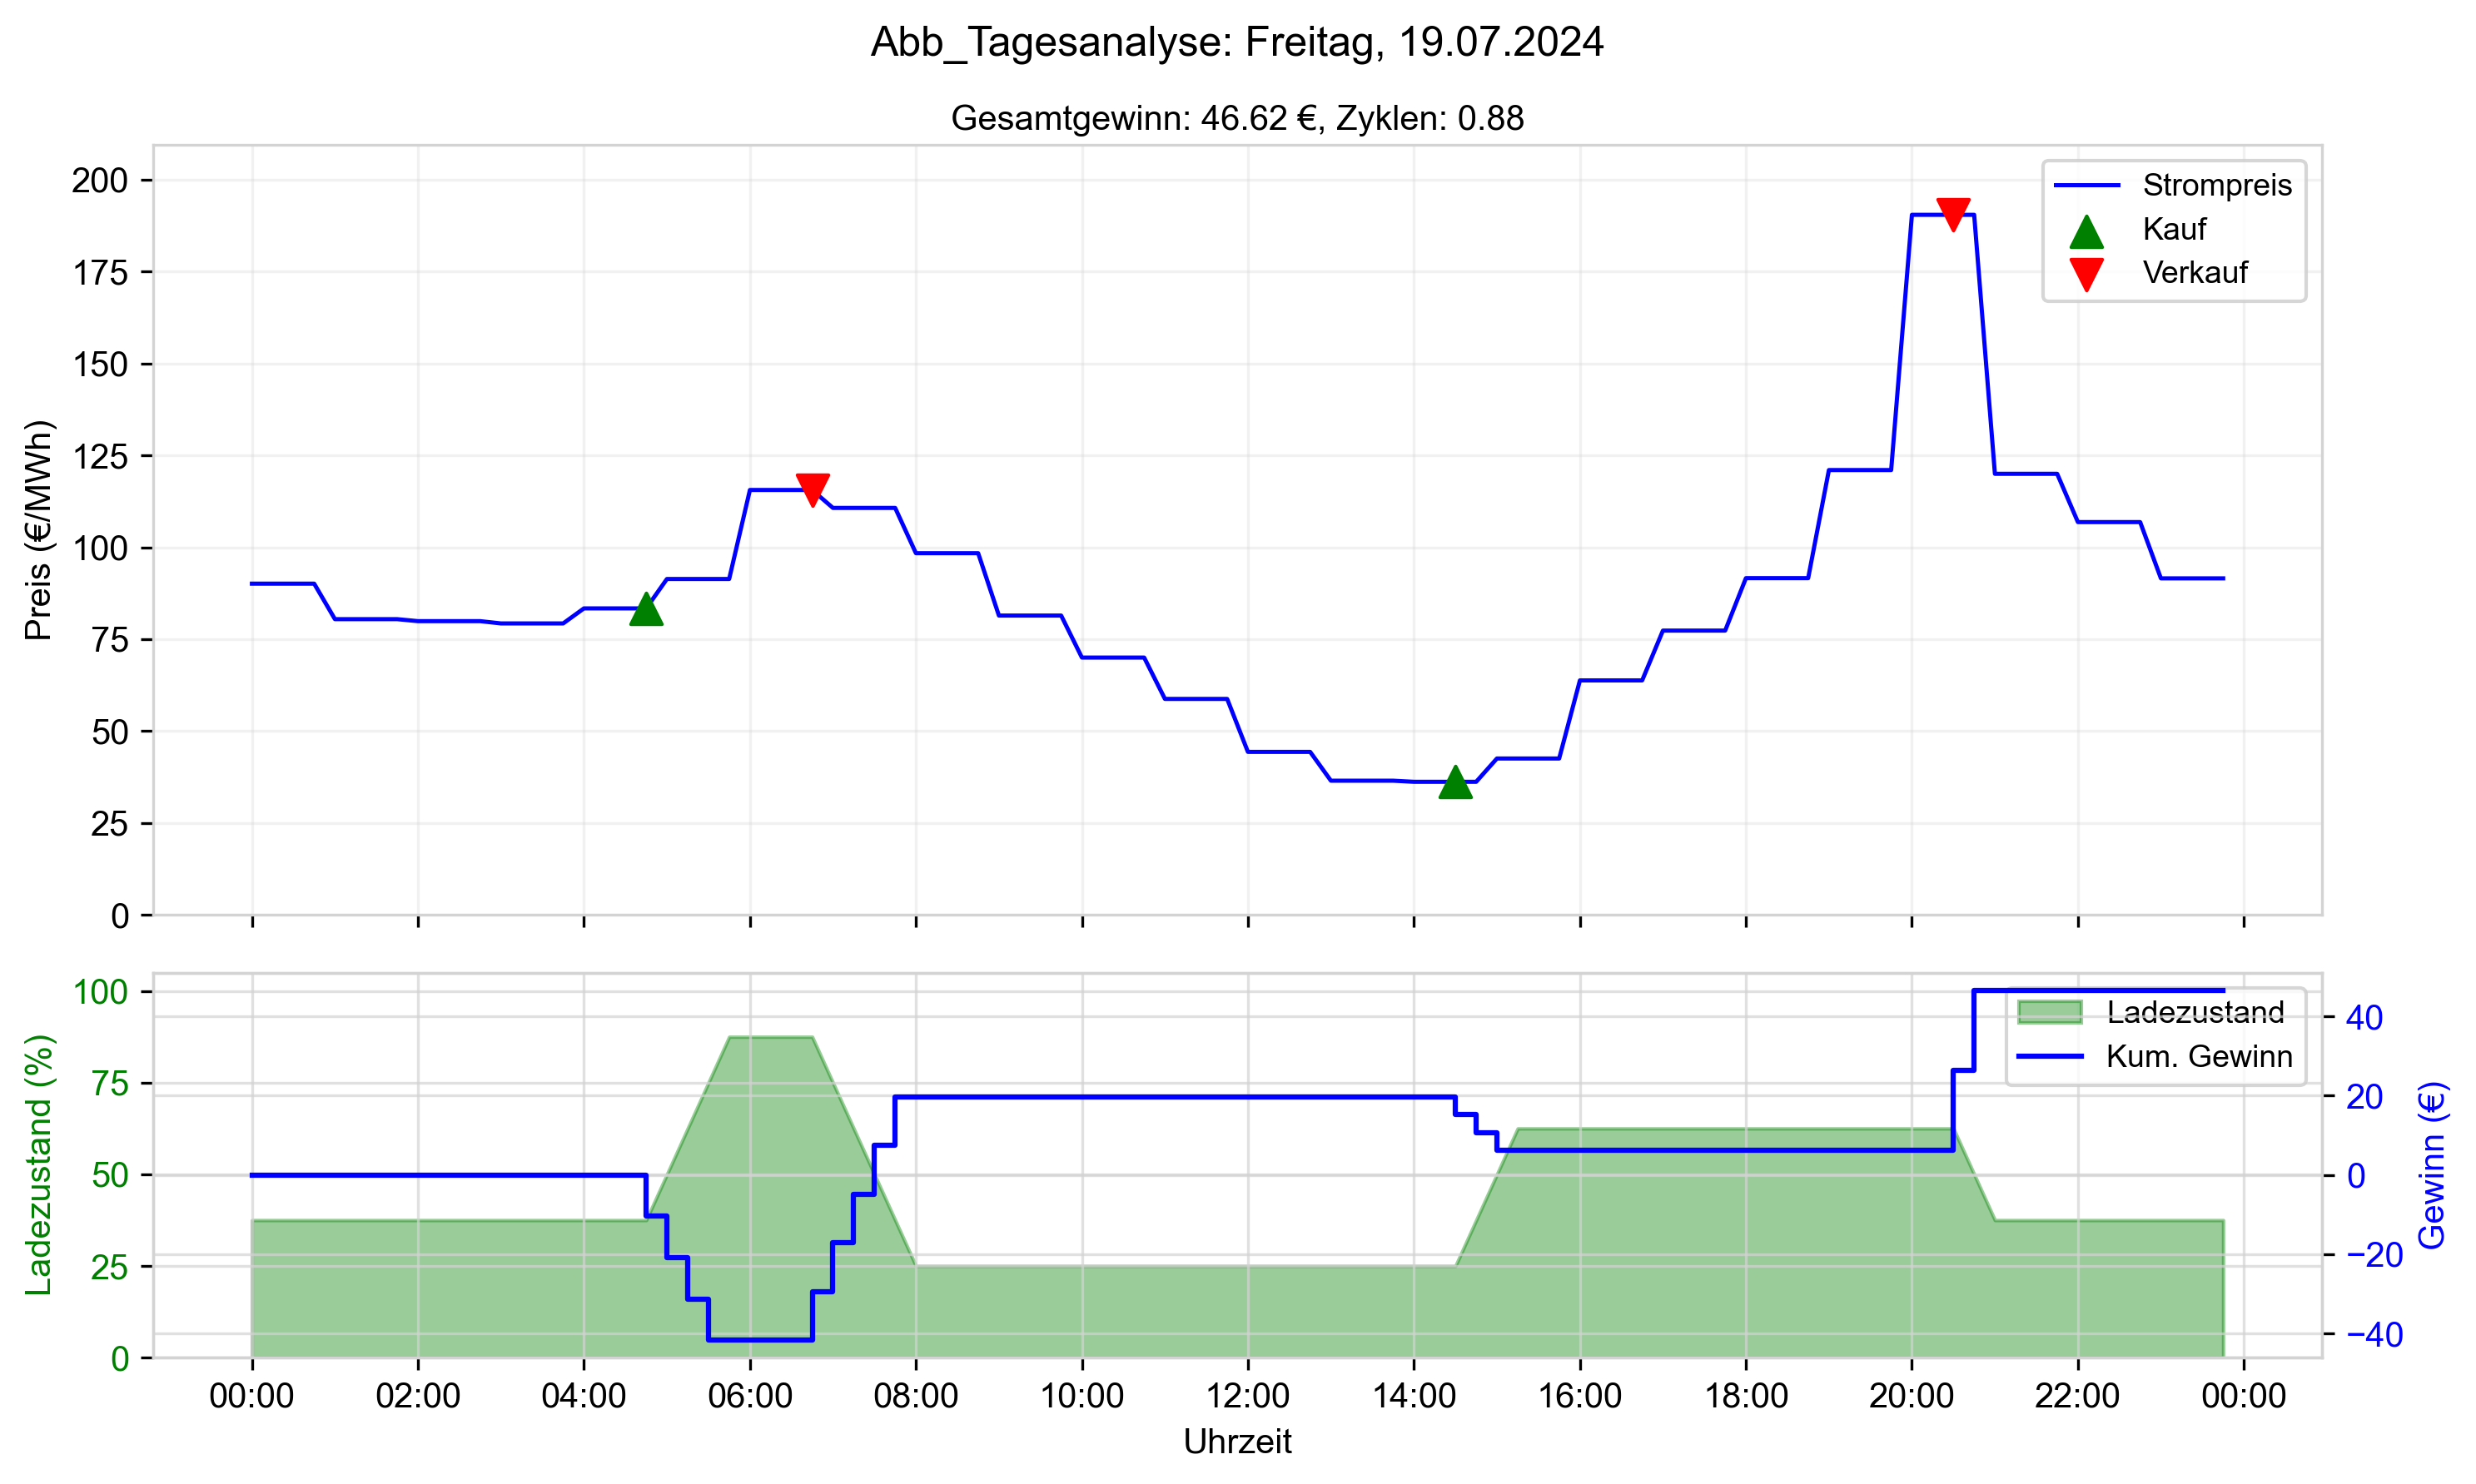 Abb_Tagesanalyse: Freitag, 19.07.2024
Gesamtgewinn: 46.62 €, Zyklen: 0.88
Preis (€/MWh)
200
175
150
125
100
75
50
25
0
Strompreis
Kauf
Verkauf
Ladezustand (%)
100
75
50
25
0
Ladezustand
Kum. Gewinn
40
20
0
−20
−40
Gewinn (€)
00:00 02:00 04:00 06:00 08:00 10:00 12:00 14:00 16:00 18:00 20:00 22:00 00:00
Uhrzeit